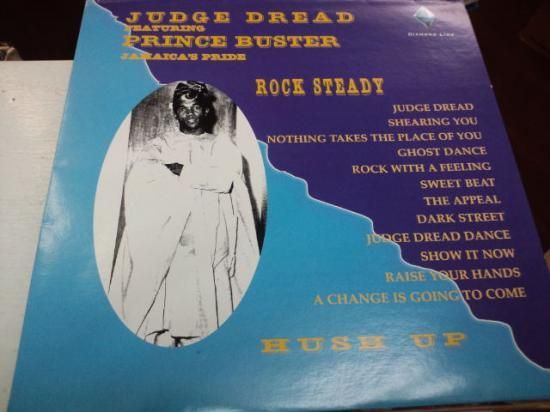 JUDGE DREAD
FEATURING
PRINCE BUSTER
JAMAICA'S PRIDE
DIAMOND LINE
ROCK STEADY
JUDGE DREAD
SHEARING YOU
NOTHING TAKES THE PLACE OF YOU
GHOST DANCE
ROCK WITH A FEELING
SWEET BEAT
THE APPEAL
DARK STREET
JUDGE DREAD DANCE
SHOW IT NOW
RAISE YOUR HANDS
A CHANGE IS GOING TO COME
HUSH UP